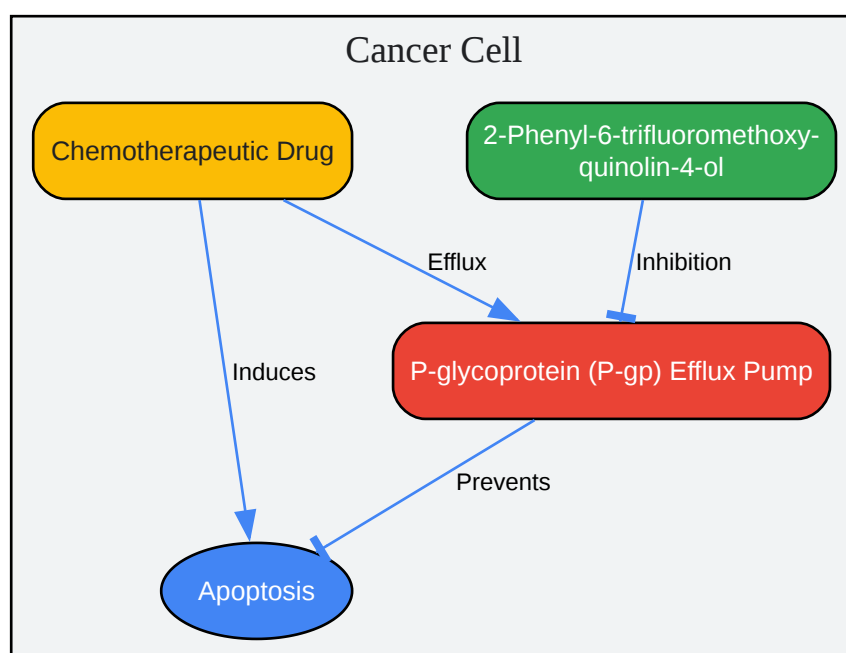 Cancer Cell
Chemotherapeutic Drug
2-Phenyl-6-trifluoromethoxy-
quinolin-4-ol
Efflux
Inhibition
P-glycoprotein (P-gp) Efflux Pump
Induces
Prevents
Apoptosis